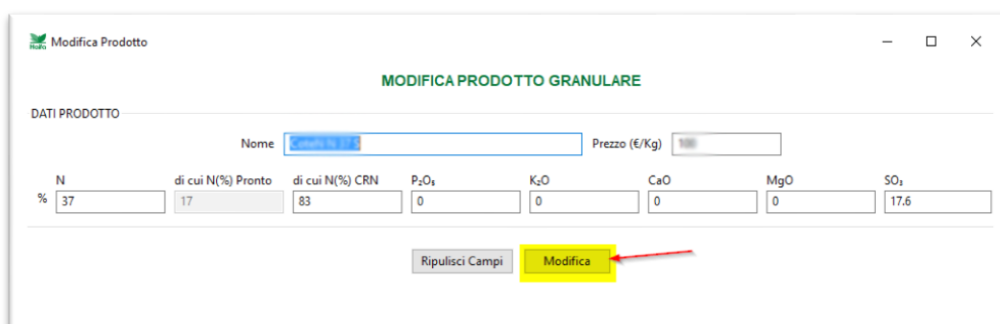 Haifa
Modifica Prodotto
MODIFICA PRODOTTO GRANULARE
DATI PRODOTTO
Nome Prezzo (€/Kg)
N di cui N(%) Pronto di cui N(%) CRN P₂O₅ K₂O CaO MgO SO₃
% 37 17 83 0 0 0 0 17.6
Ripulisci Campi Modifica